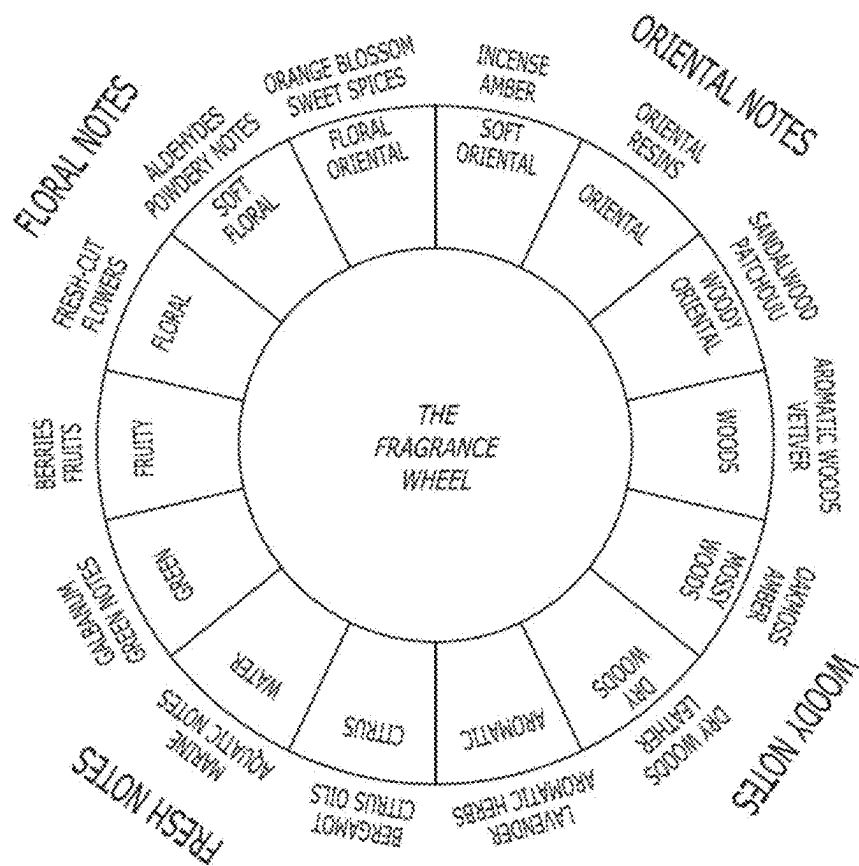 THE
FRAGRANCE
WHEEL
FLORAL NOTES
ORIENTAL NOTES
WOODY NOTES
FRESH NOTES
INCENSE
AMBER
SOFT
ORIENTAL
ORIENTAL
RESINS
ORIENTAL
SANDALWOOD
PATCHOULI
WOODY
ORIENTAL
AROMATIC WOODS
VETIVER
WOODS
OAKMOSS
AMBER
MOSSY
WOODS
DRY WOODS
LEATHER
DRY
WOODS
LAVENDER
AROMATIC HERBS
AROMATIC
BERGAMOT
CITRUS OILS
CITRUS
MARINE
AQUATIC NOTES
WATER
GALBANUM
GREEN NOTES
GREEN
BERRIES
FRUITS
FRUITY
FRESH-CUT
FLOWERS
FLORAL
ALDEHYDES
POWDERY NOTES
SOFT
FLORAL
ORANGE BLOSSOM
SWEET SPICES
FLORAL
ORIENTAL